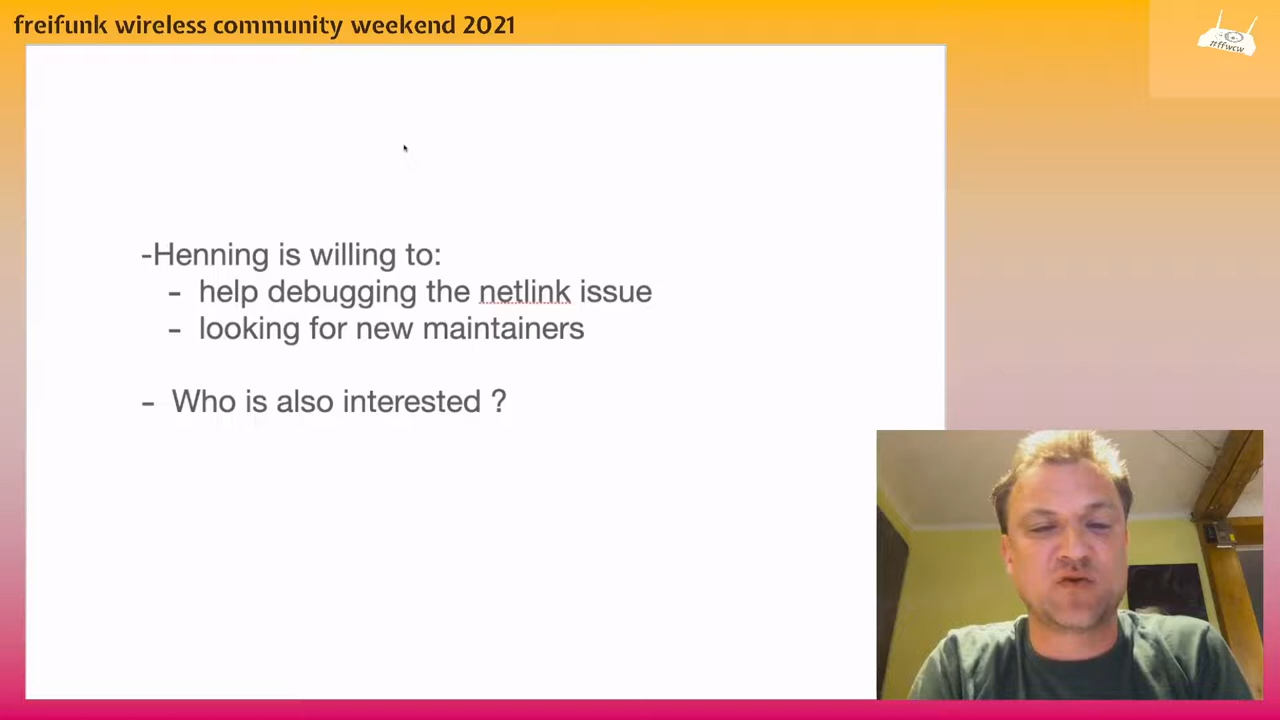 freifunk wireless community weekend 2021
#ffwcw
-Henning is willing to:
- help debugging the netlink issue
- looking for new maintainers
- Who is also interested ?